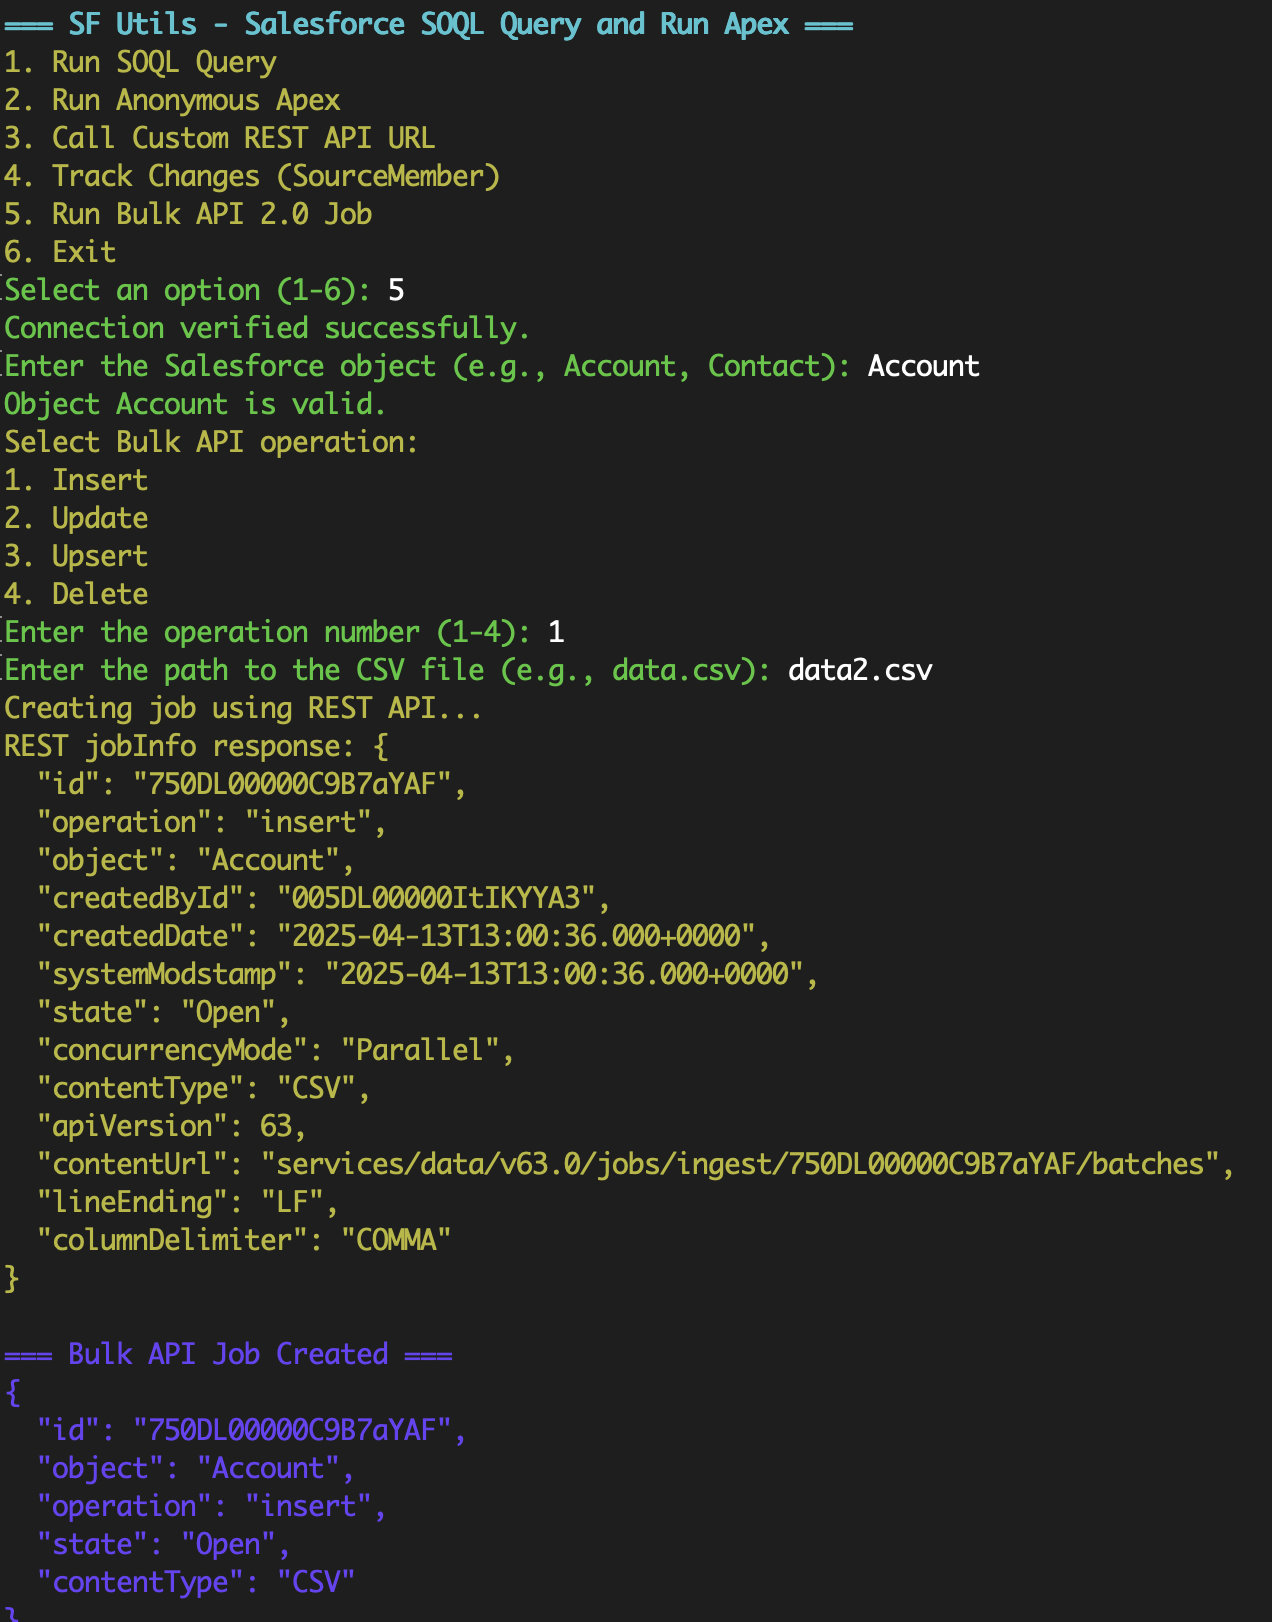 === SF Utils - Salesforce SOQL Query and Run Apex ===
1. Run SOQL Query
2. Run Anonymous Apex
3. Call Custom REST API URL
4. Track Changes (SourceMember)
5. Run Bulk API 2.0 Job
6. Exit
Select an option (1-6): 5
Connection verified successfully.
Enter the Salesforce object (e.g., Account, Contact): Account
Object Account is valid.
Select Bulk API operation:
1. Insert
2. Update
3. Upsert
4. Delete
Enter the operation number (1-4): 1
Enter the path to the CSV file (e.g., data.csv): data2.csv
Creating job using REST API...
REST jobInfo response: {
  "id": "750DL00000C9B7aYAF",
  "operation": "insert",
  "object": "Account",
  "createdById": "005DL00000ItIKYYA3",
  "createdDate": "2025-04-13T13:00:36.000+0000",
  "systemModstamp": "2025-04-13T13:00:36.000+0000",
  "state": "Open",
  "concurrencyMode": "Parallel",
  "contentType": "CSV",
  "apiVersion": 63,
  "contentUrl": "services/data/v63.0/jobs/ingest/750DL00000C9B7aYAF/batches",
  "lineEnding": "LF",
  "columnDelimiter": "COMMA"
}
=== Bulk API Job Created ===
{
  "id": "750DL00000C9B7aYAF",
  "object": "Account",
  "operation": "insert",
  "state": "Open",
  "contentType": "CSV"
}